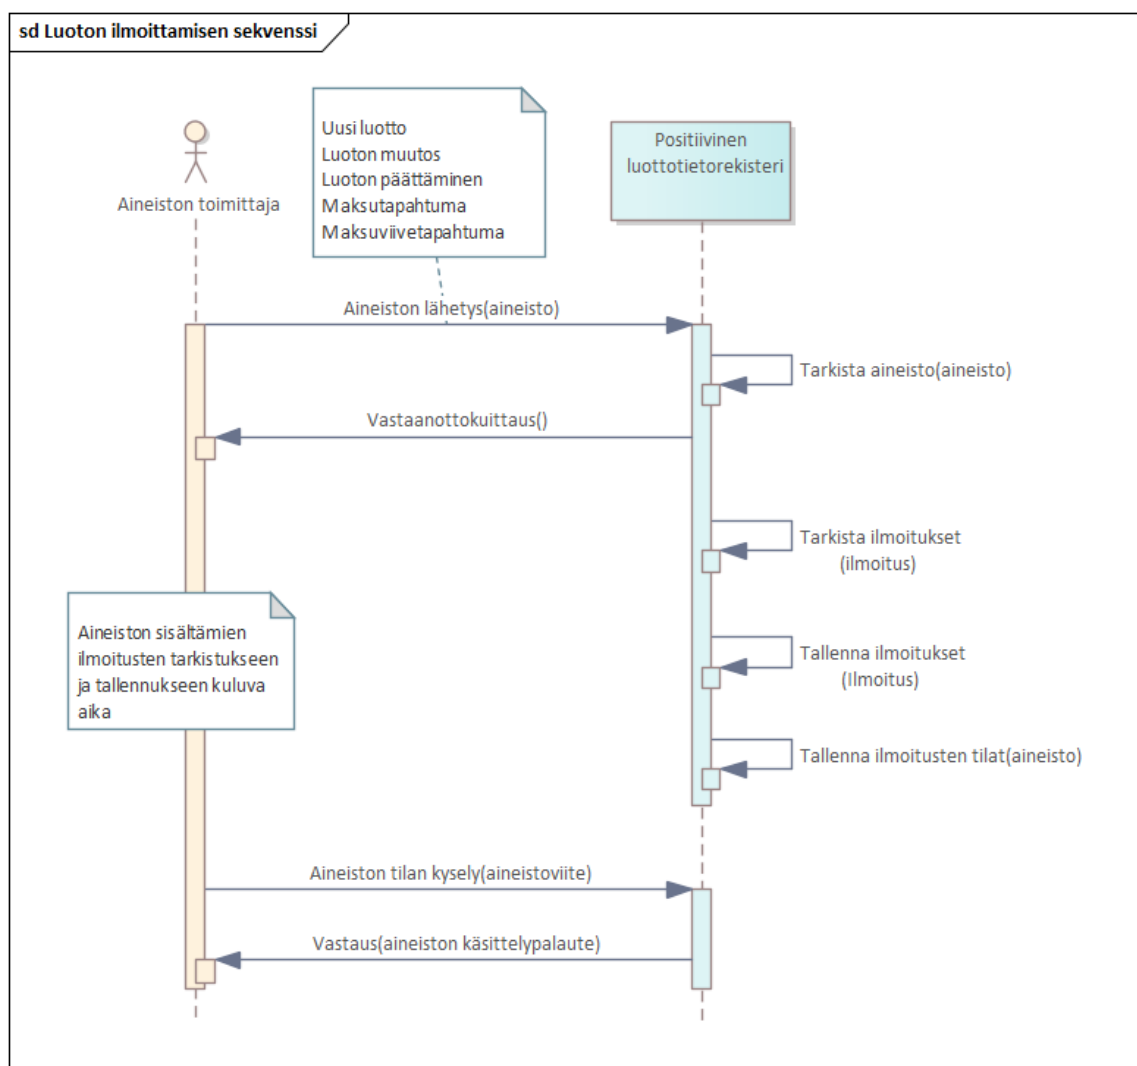 sd Luoton ilmoittamisen sekvenssi
Uusi luotto
Luoton muutos
Luoton päättäminen
Maksutapahtuma
Maksuviivetapahtuma
Positiivinen
luottotietorekisteri
Aineiston toimittaja
Aineiston lähetys(aineisto)
Tarkista aineisto(aineisto)
Vastaanottokuittaus()
Tarkista ilmoitukset
(ilmoitus)
Aineiston sisältämien
ilmoitusten tarkistukseen
ja tallennukseen kuluva
aika
Tallenna ilmoitukset
(Ilmoitus)
Tallenna ilmoitusten tilat(aineisto)
Aineiston tilan kysely(aineistoviite)
Vastaus(aineiston käsittelypalaute)